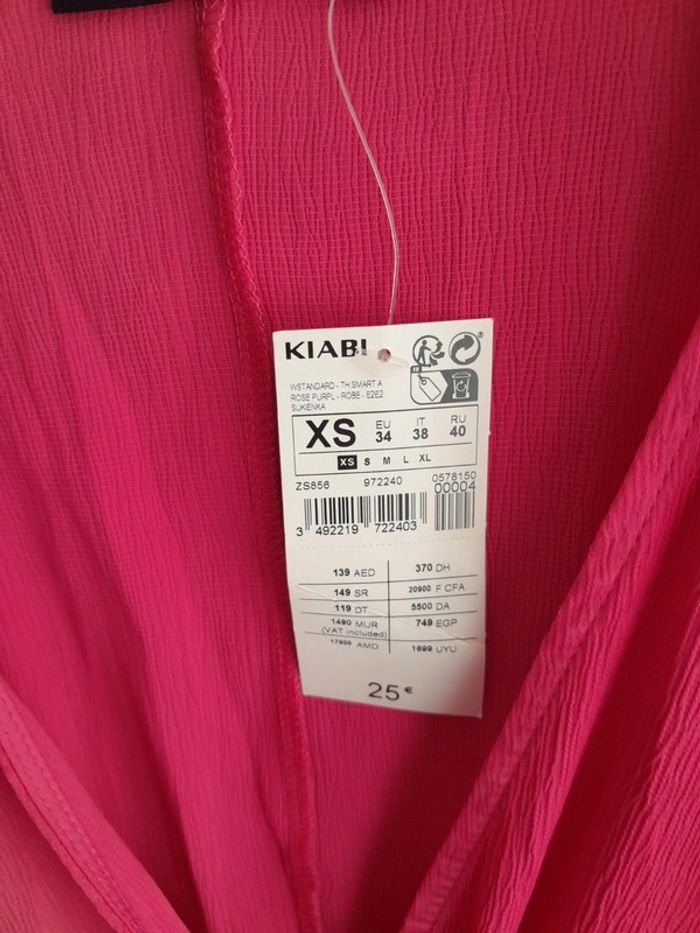 KIABI
WSTANDARD - TH SMART A
ROSE PURPL - ROBE - E2E2
SUKIENKA
XS EU 34 IT 38 RU 40
XS S M L XL
ZS856 972240 0578150
00004
3 492219 722403
139 AED 370 DH
149 SR 20900 F CFA
119 DT 5500 DA
1490 MUR 749 EGP
(VAT included)
17900 AMD 1699 UYU
25 €